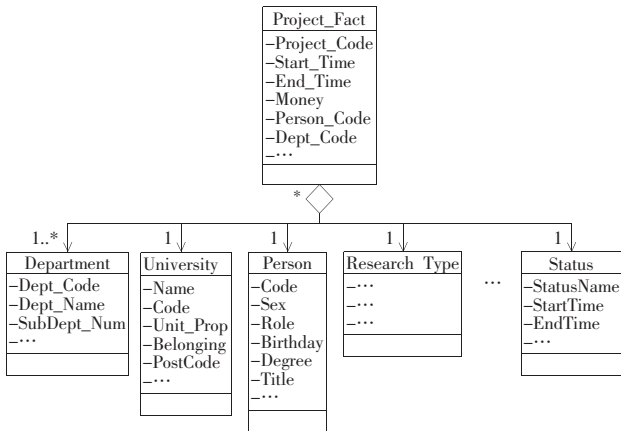 Project_Fact
–Project_Code
–Start_Time
–End_Time
–Money
–Person_Code
–Dept_Code
–···
*
1..*
1
1
1
1
Department
–Dept_Code
–Dept_Name
–SubDept_Num
–···
University
–Name
–Code
–Unit_Prop
–Belonging
–PostCode
–···
Person
–Code
–Sex
–Role
–Birthday
–Degree
–Title
–···
Research_Type
–···
–···
–···
···
Status
–StatusName
–StartTime
–EndTime
–···